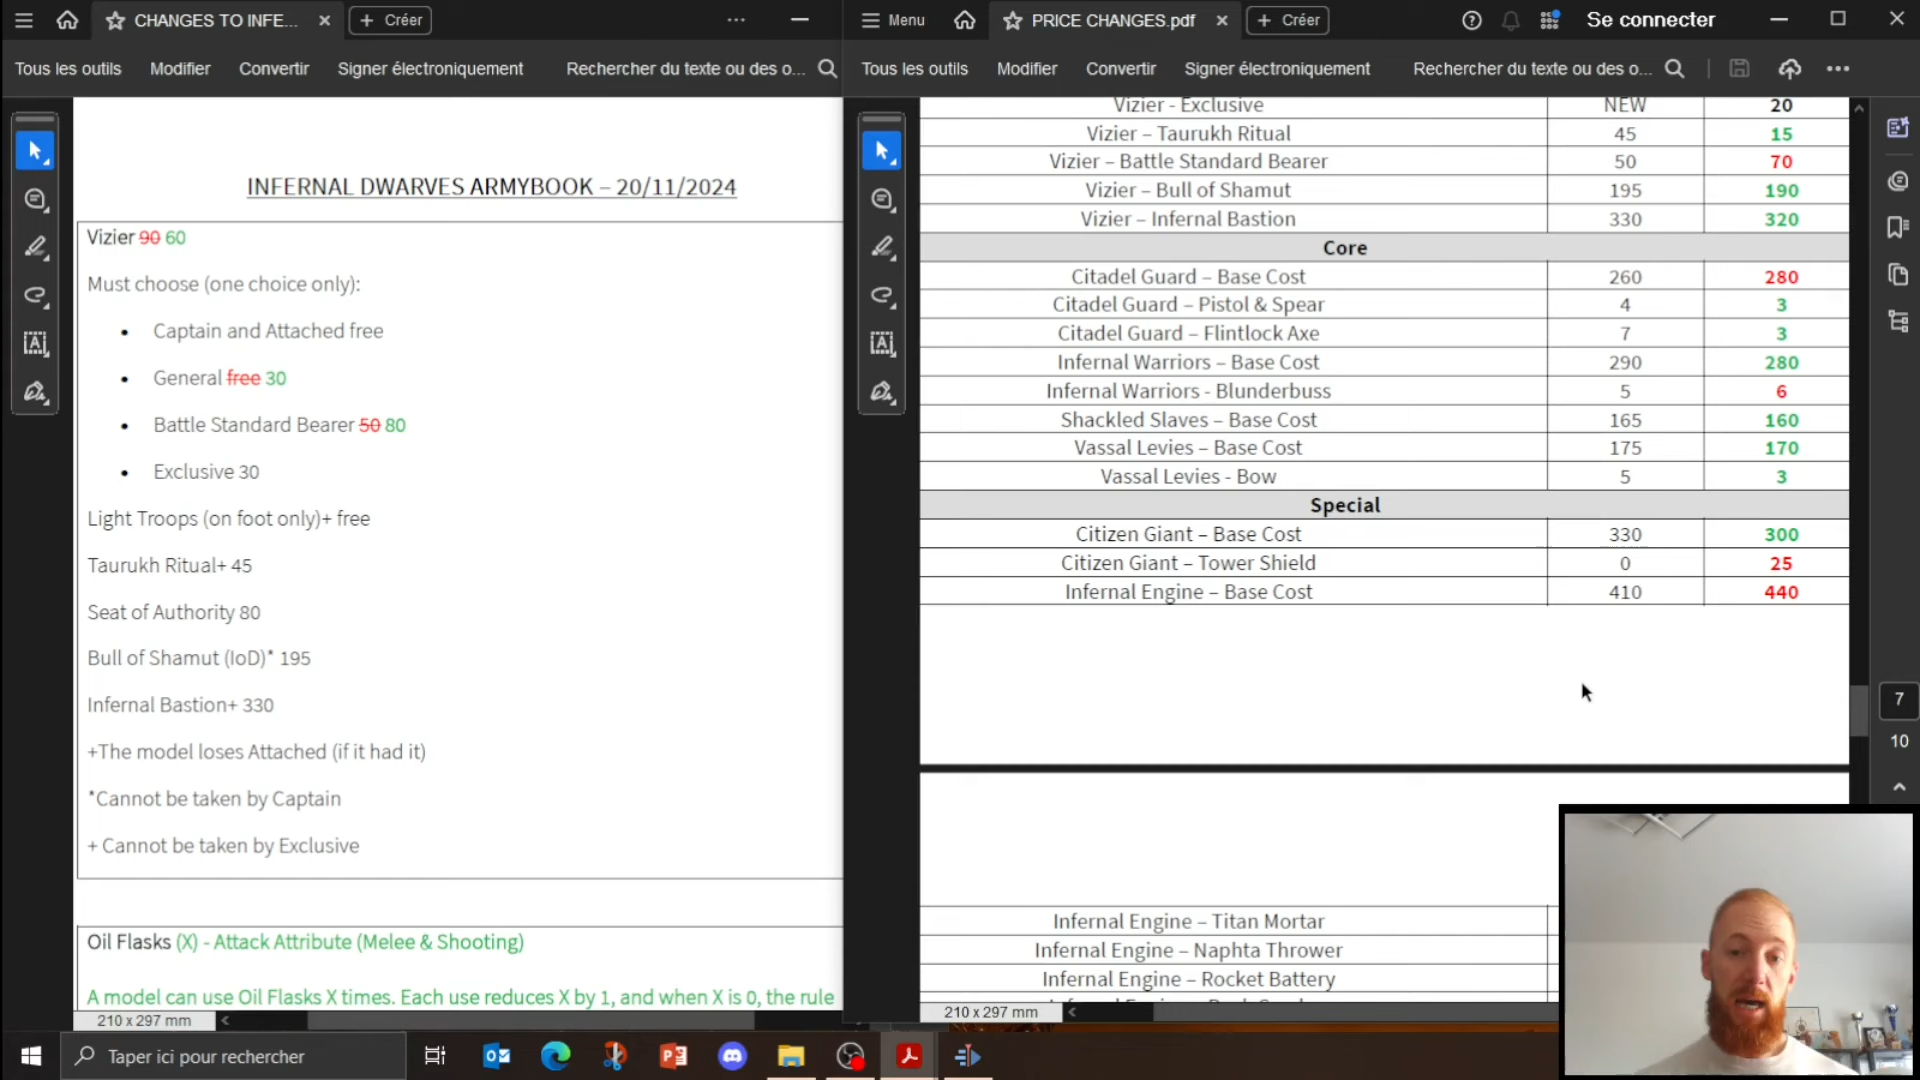 CHANGES TO INFE...
Créer
Tous les outils
Modifier
Convertir
Signer électroniquement
Rechercher du texte ou des o...
INFERNAL DWARVES ARMYBOOK – 20/11/2024
Vizier 90 60
Must choose (one choice only):
• Captain and Attached free
• General free 30
• Battle Standard Bearer 50 80
• Exclusive 30
Light Troops (on foot only)+ free
Taurukh Ritual+ 45
Seat of Authority 80
Bull of Shamut (IoD)* 195
Infernal Bastion+ 330
+The model loses Attached (if it had it)
*Cannot be taken by Captain
+ Cannot be taken by Exclusive
Oil Flasks (X) - Attack Attribute (Melee & Shooting)
A model can use Oil Flasks X times. Each use reduces X by 1, and when X is 0, the rule
210 x 297 mm
Menu
PRICE CHANGES.pdf
Créer
Se connecter
Tous les outils
Modifier
Convertir
Signer électroniquement
Rechercher du texte ou des o...
Vizier - Exclusive NEW 20
Vizier – Taurukh Ritual 45 15
Vizier – Battle Standard Bearer 50 70
Vizier – Bull of Shamut 195 190
Vizier – Infernal Bastion 330 320
Core
Citadel Guard – Base Cost 260 280
Citadel Guard – Pistol & Spear 4 3
Citadel Guard – Flintlock Axe 7 3
Infernal Warriors – Base Cost 290 280
Infernal Warriors - Blunderbuss 5 6
Shackled Slaves – Base Cost 165 160
Vassal Levies – Base Cost 175 170
Vassal Levies - Bow 5 3
Special
Citizen Giant – Base Cost 330 300
Citizen Giant – Tower Shield 0 25
Infernal Engine – Base Cost 410 440
Infernal Engine – Titan Mortar
Infernal Engine – Naphta Thrower
Infernal Engine – Rocket Battery
210 x 297 mm
7
10
Taper ici pour rechercher